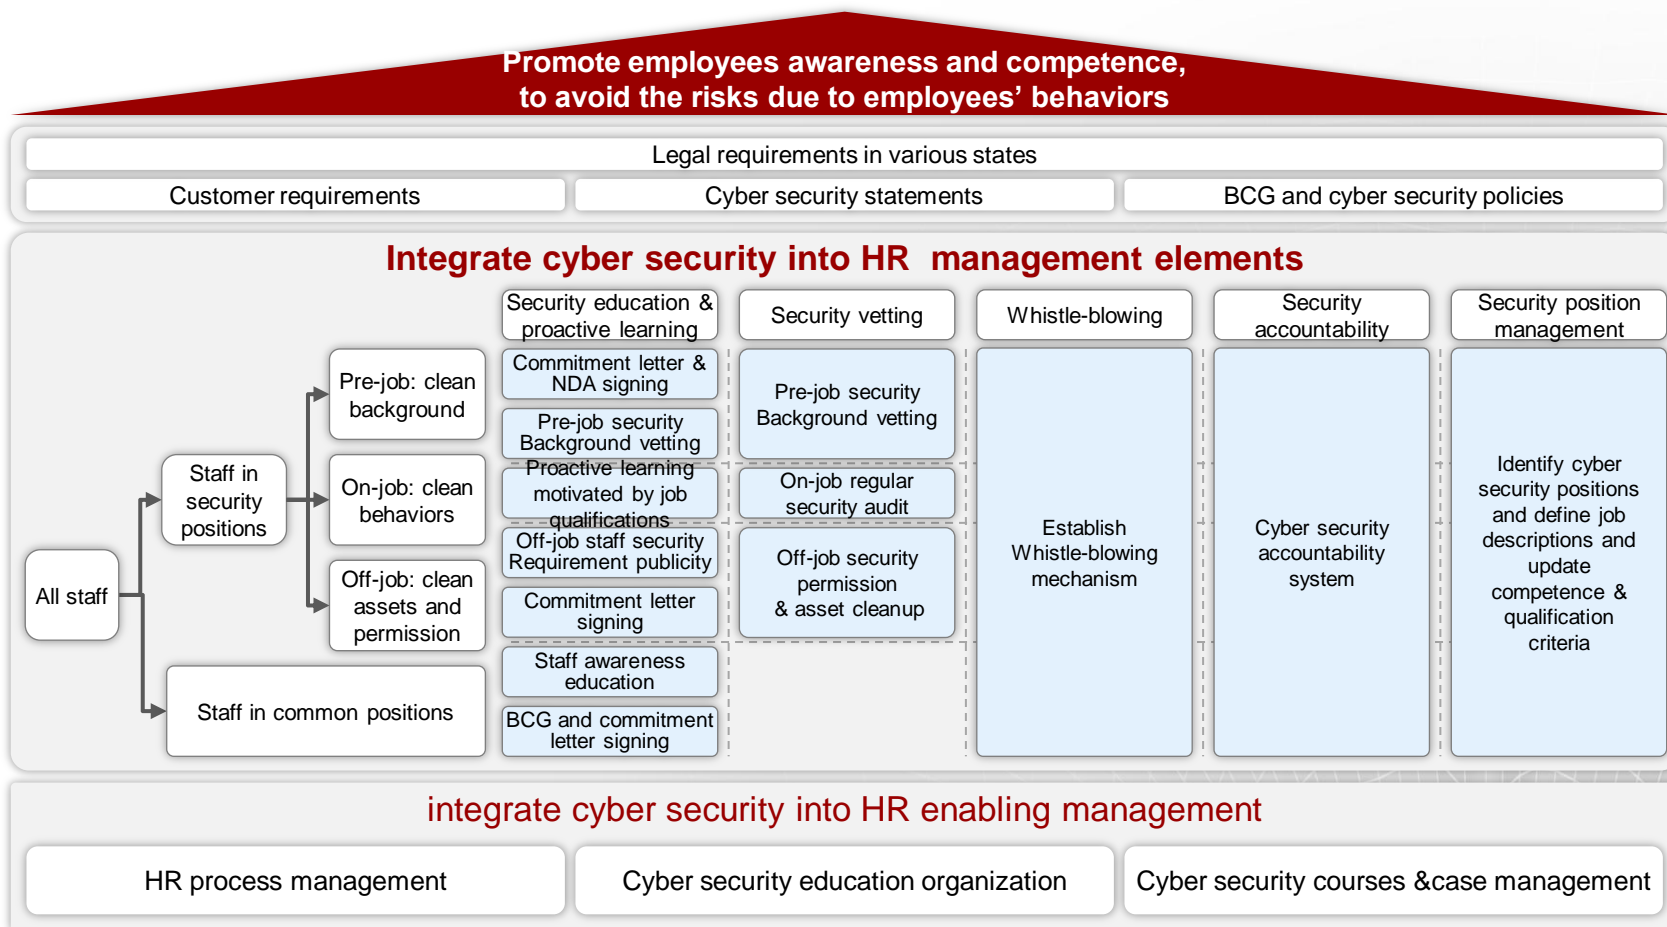 Promote employees awareness and competence,
to avoid the risks due to employees’ behaviors
Legal requirements in various states
Customer requirements
Cyber security statements
BCG and cyber security policies
Integrate cyber security into HR management elements
Security education &
proactive learning
Security vetting
Whistle-blowing
Security
accountability
Security position
management
All staff
Staff in
security
positions
Staff in common positions
Pre-job: clean
background
On-job: clean
behaviors
Off-job: clean
assets and
permission
Commitment letter &
NDA signing
Pre-job security
Background vetting
Proactive learning
motivated by job
qualifications
Off-job staff security
Requirement publicity
Commitment letter
signing
Staff awareness
education
BCG and commitment
letter signing
Pre-job security
Background vetting
On-job regular
security audit
Off-job security
permission
& asset cleanup
Establish
Whistle-blowing
mechanism
Cyber security
accountability
system
Identify cyber
security positions
and define job
descriptions and
update
competence &
qualification
criteria
integrate cyber security into HR enabling management
HR process management
Cyber security education organization
Cyber security courses &case management